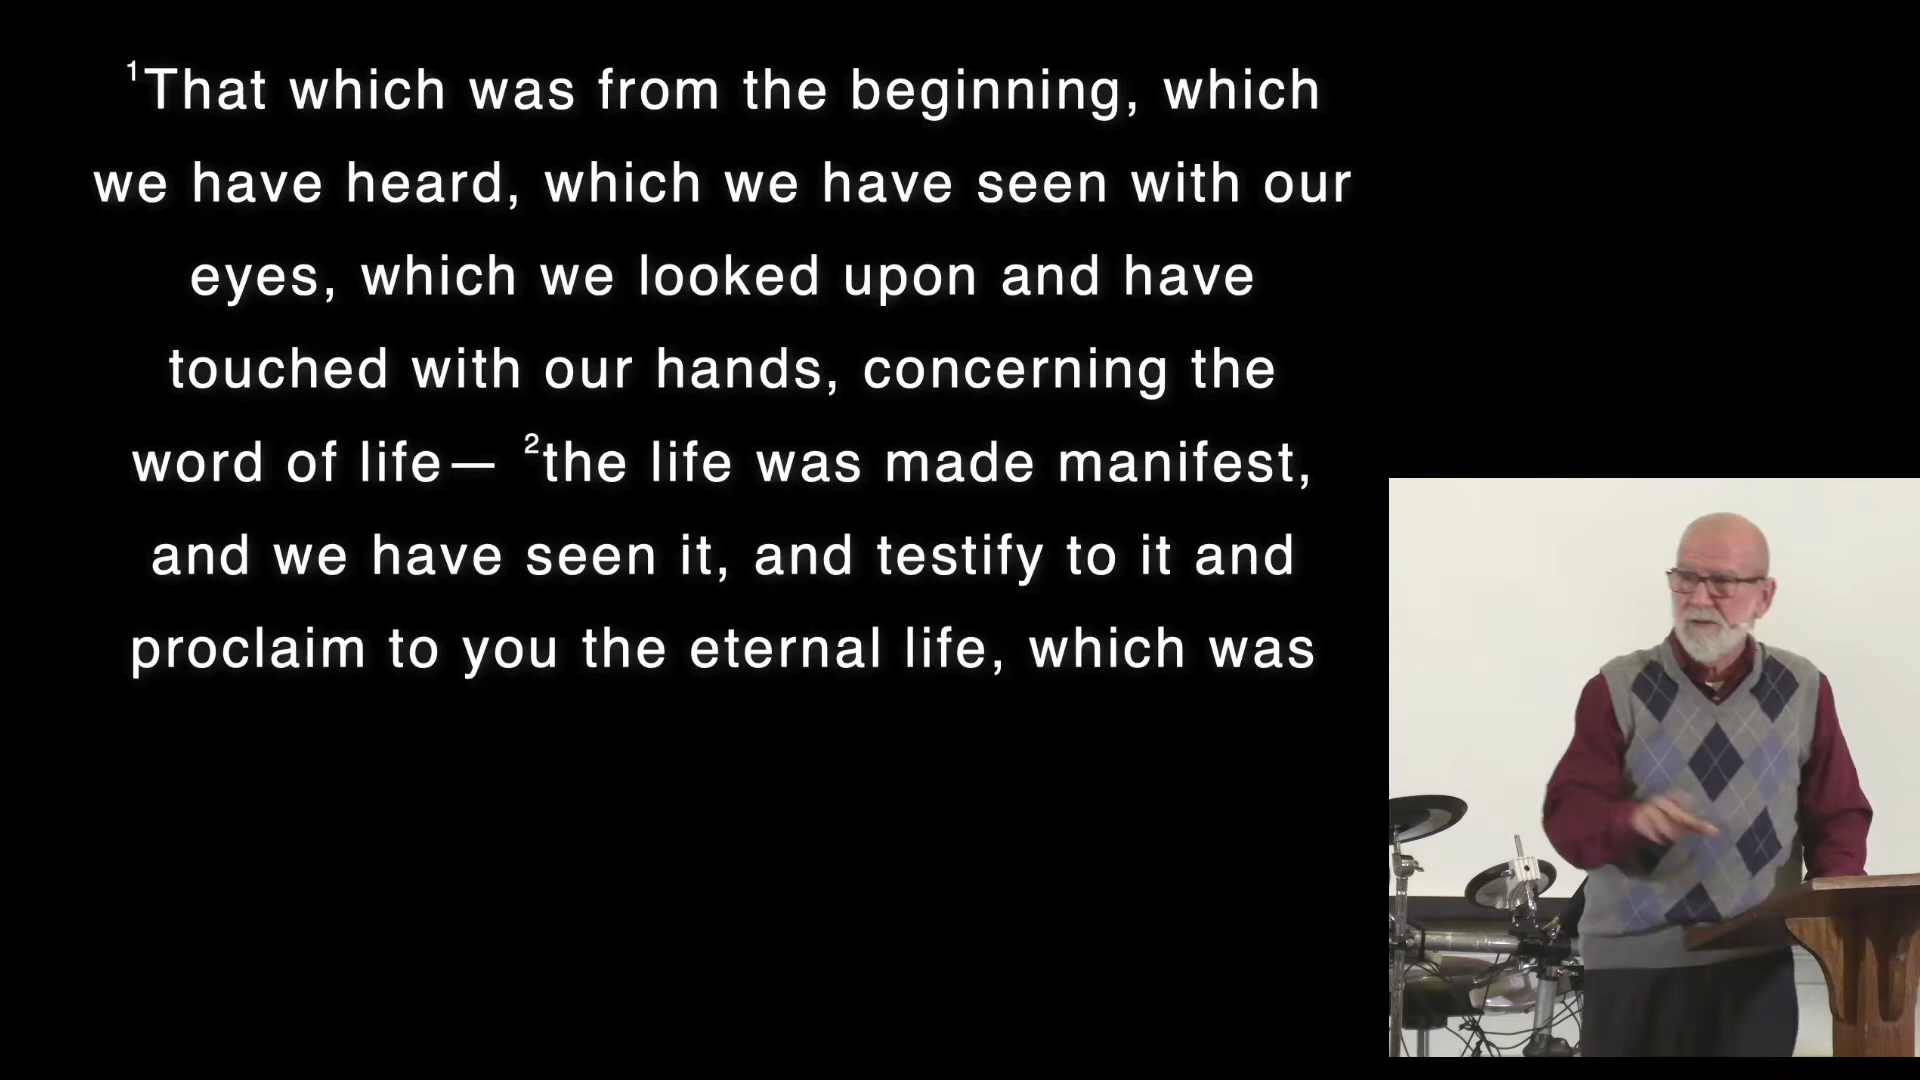 ¹That which was from the beginning, which
we have heard, which we have seen with our
eyes, which we looked upon and have
touched with our hands, concerning the
word of life— ²the life was made manifest,
and we have seen it, and testify to it and
proclaim to you the eternal life, which was